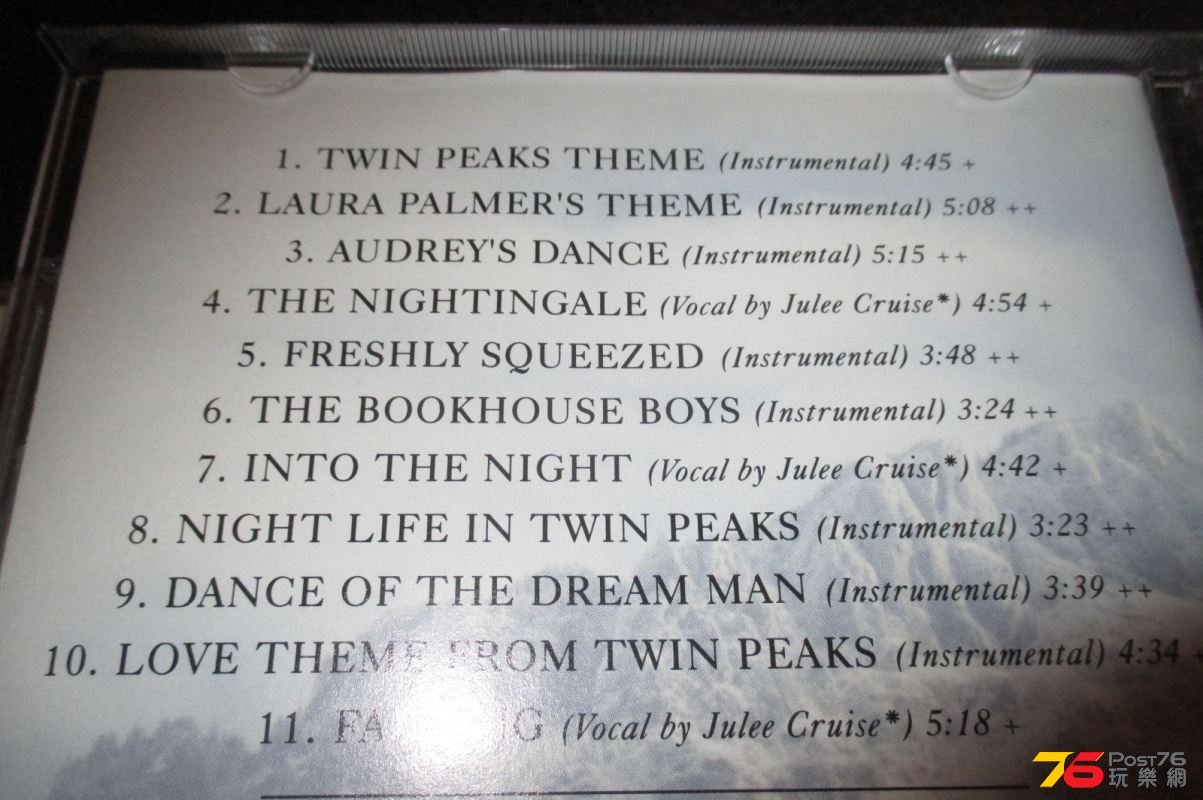 1. TWIN PEAKS THEME (Instrumental) 4:45 +
2. LAURA PALMER'S THEME (Instrumental) 5:08 ++
3. AUDREY'S DANCE (Instrumental) 5:15 ++
4. THE NIGHTINGALE (Vocal by Julee Cruise*) 4:54 +
5. FRESHLY SQUEEZED (Instrumental) 3:48 ++
6. THE BOOKHOUSE BOYS (Instrumental) 3:24 ++
7. INTO THE NIGHT (Vocal by Julee Cruise*) 4:42 +
8. NIGHT LIFE IN TWIN PEAKS (Instrumental) 3:23 ++
9. DANCE OF THE DREAM MAN (Instrumental) 3:39 ++
10. LOVE THEME FROM TWIN PEAKS (Instrumental) 4:34
11. (Vocal by Julee Cruise*) 5:18 +
76 Post76
玩樂網